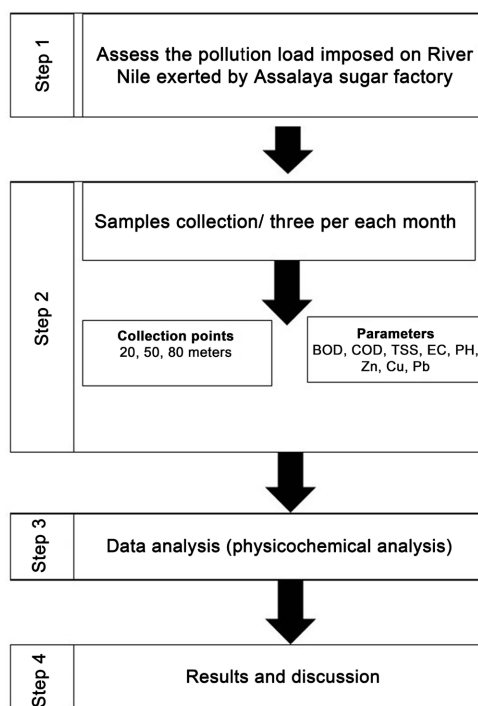 Step 1
Assess the pollution load imposed on River
Nile exerted by Assalaya sugar factory
Step 2
Samples collection/ three per each month
Collection points
20, 50, 80 meters
Parameters
BOD, COD, TSS, EC, PH,
Zn, Cu, Pb
Step 3
Data analysis (physicochemical analysis)
Step 4
Results and discussion